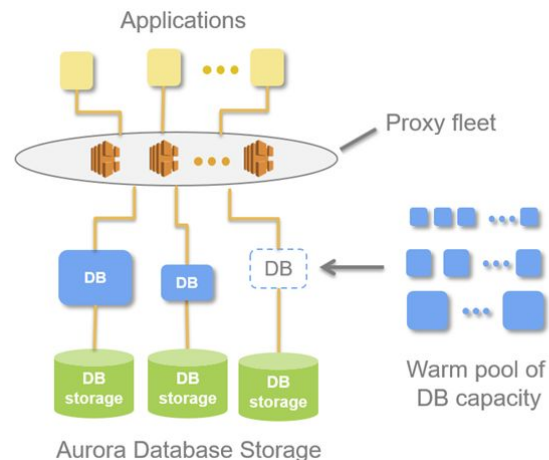 Applications
Proxy fleet
DB
DB
DB
DB
storage
DB
storage
DB
storage
Warm pool of
DB capacity
Aurora Database Storage